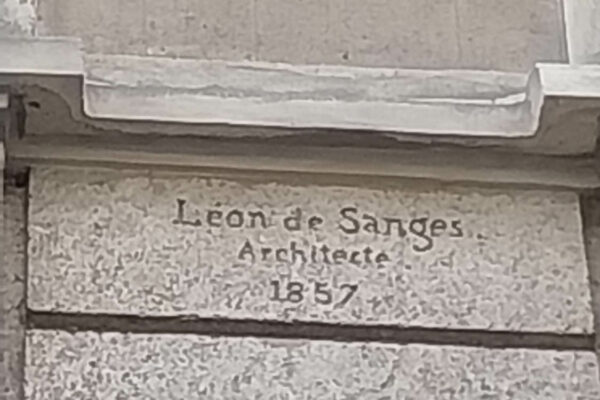 Léon de Sanges
Architecte
1857